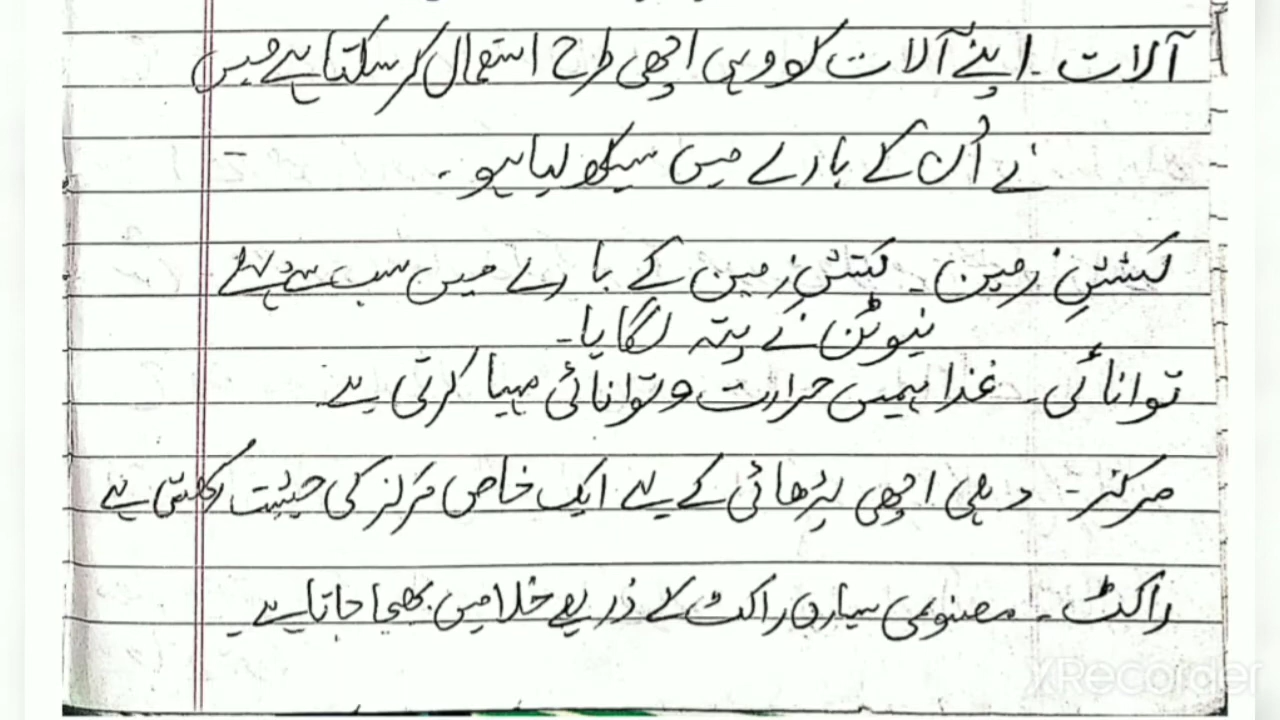 آلات ۔ اپنے آلات کو وہی اچھی طرح استعمال کر سکتا ہے جس
نے اُن کے بارے میں سیکھ لیا ہو ۔
کششِ زمین ۔ کششِ زمین کے بارے میں سب سے پہلے
نیوٹن نے پتہ لگایا ۔
توانائی ۔ غذا ہمیں حرارت و توانائی مہیا کرتی ہے ۔
مرکز ۔ دہلی اچھی پڑھائی کے لیے ایک خاص مرکز کی حیثیت رکھتی ہے
راکٹ ۔ مصنوعی سیارہ راکٹ کے ذریعے خلا میں بھیجا جاتا ہے ۔
XRecorder